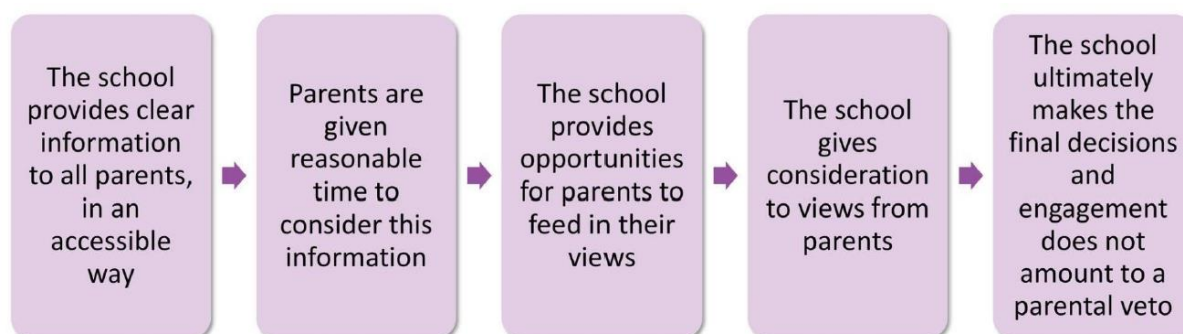 The school
provides clear
information
to all parents,
in an
accessible
way
Parents are
given
reasonable
time to
consider this
information
The school
provides
opportunities
for parents to
feed in their
views
The school
gives
consideration
to views from
parents
The school
ultimately
makes the
final decisions
and
engagement
does not
amount to a
parental veto